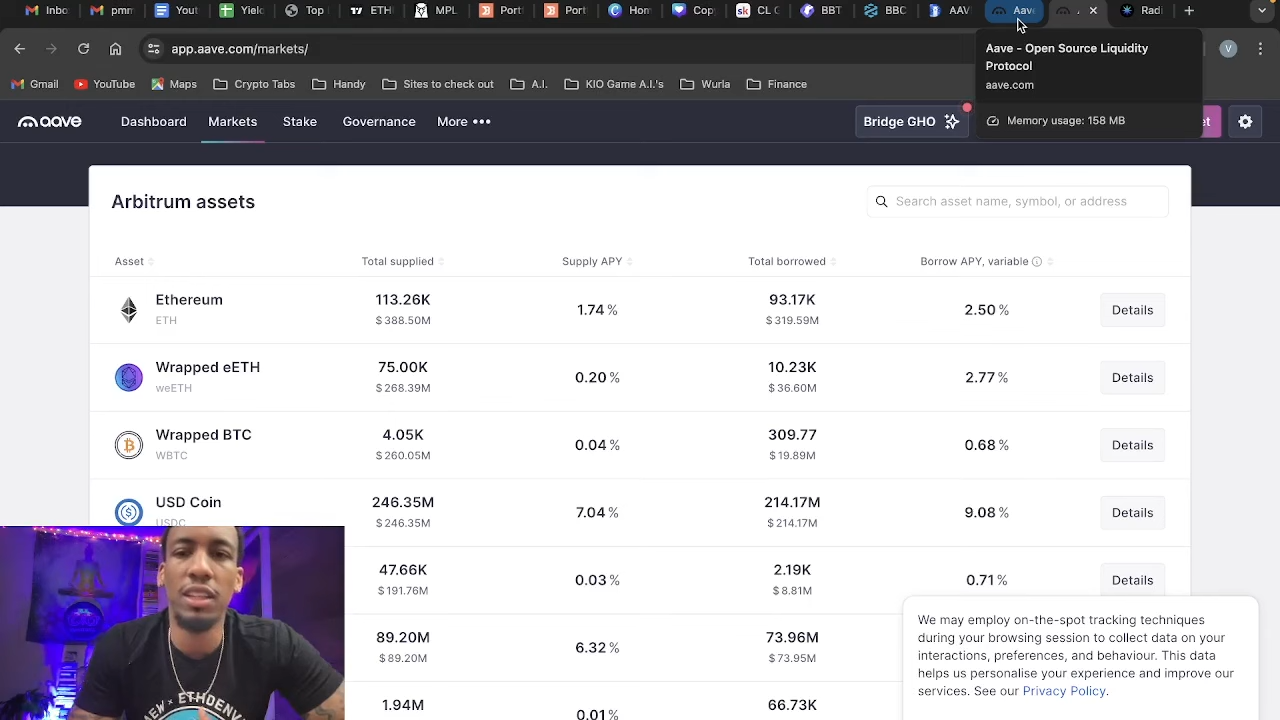 Inbo
pnm
Yout
Yielc
Top
ETH
MPL
Port
Port
Hom
Cop
CL C
BBT
BBC
AAV
Aav
Radi
app.aave.com/markets/
V
Aave - Open Source Liquidity
Protocol
aave.com
Memory usage: 158 MB
Gmail
YouTube
Maps
Crypto Tabs
Handy
Sites to check out
A.I.
KIO Game A.I.'s
Wurla
Finance
aave
Dashboard
Markets
Stake
Governance
More
Bridge GHO
et
Arbitrum assets
Search asset name, symbol, or address
Asset
Total supplied
Supply APY
Total borrowed
Borrow APY, variable
Ethereum
ETH
113.26K
$ 388.50M
1.74 %
93.17K
$ 319.59M
2.50 %
Details
Wrapped eETH
weETH
75.00K
$ 268.39M
0.20 %
10.23K
$ 36.60M
2.77 %
Details
Wrapped BTC
WBTC
4.05K
$ 260.05M
0.04 %
309.77
$ 19.89M
0.68 %
Details
USD Coin
USDC
246.35M
$ 246.35M
7.04 %
214.17M
$ 214.17M
9.08 %
Details
47.66K
$ 191.76M
0.03 %
2.19K
$ 8.81M
0.71 %
Details
89.20M
$ 89.20M
6.32 %
73.96M
$ 73.95M
1.94M
0.01 %
66.73K
We may employ on-the-spot tracking techniques
during your browsing session to collect data on your
interactions, preferences, and behaviour. This data
helps us personalise your experience and improve our
services. See our Privacy Policy.
ETHDENV